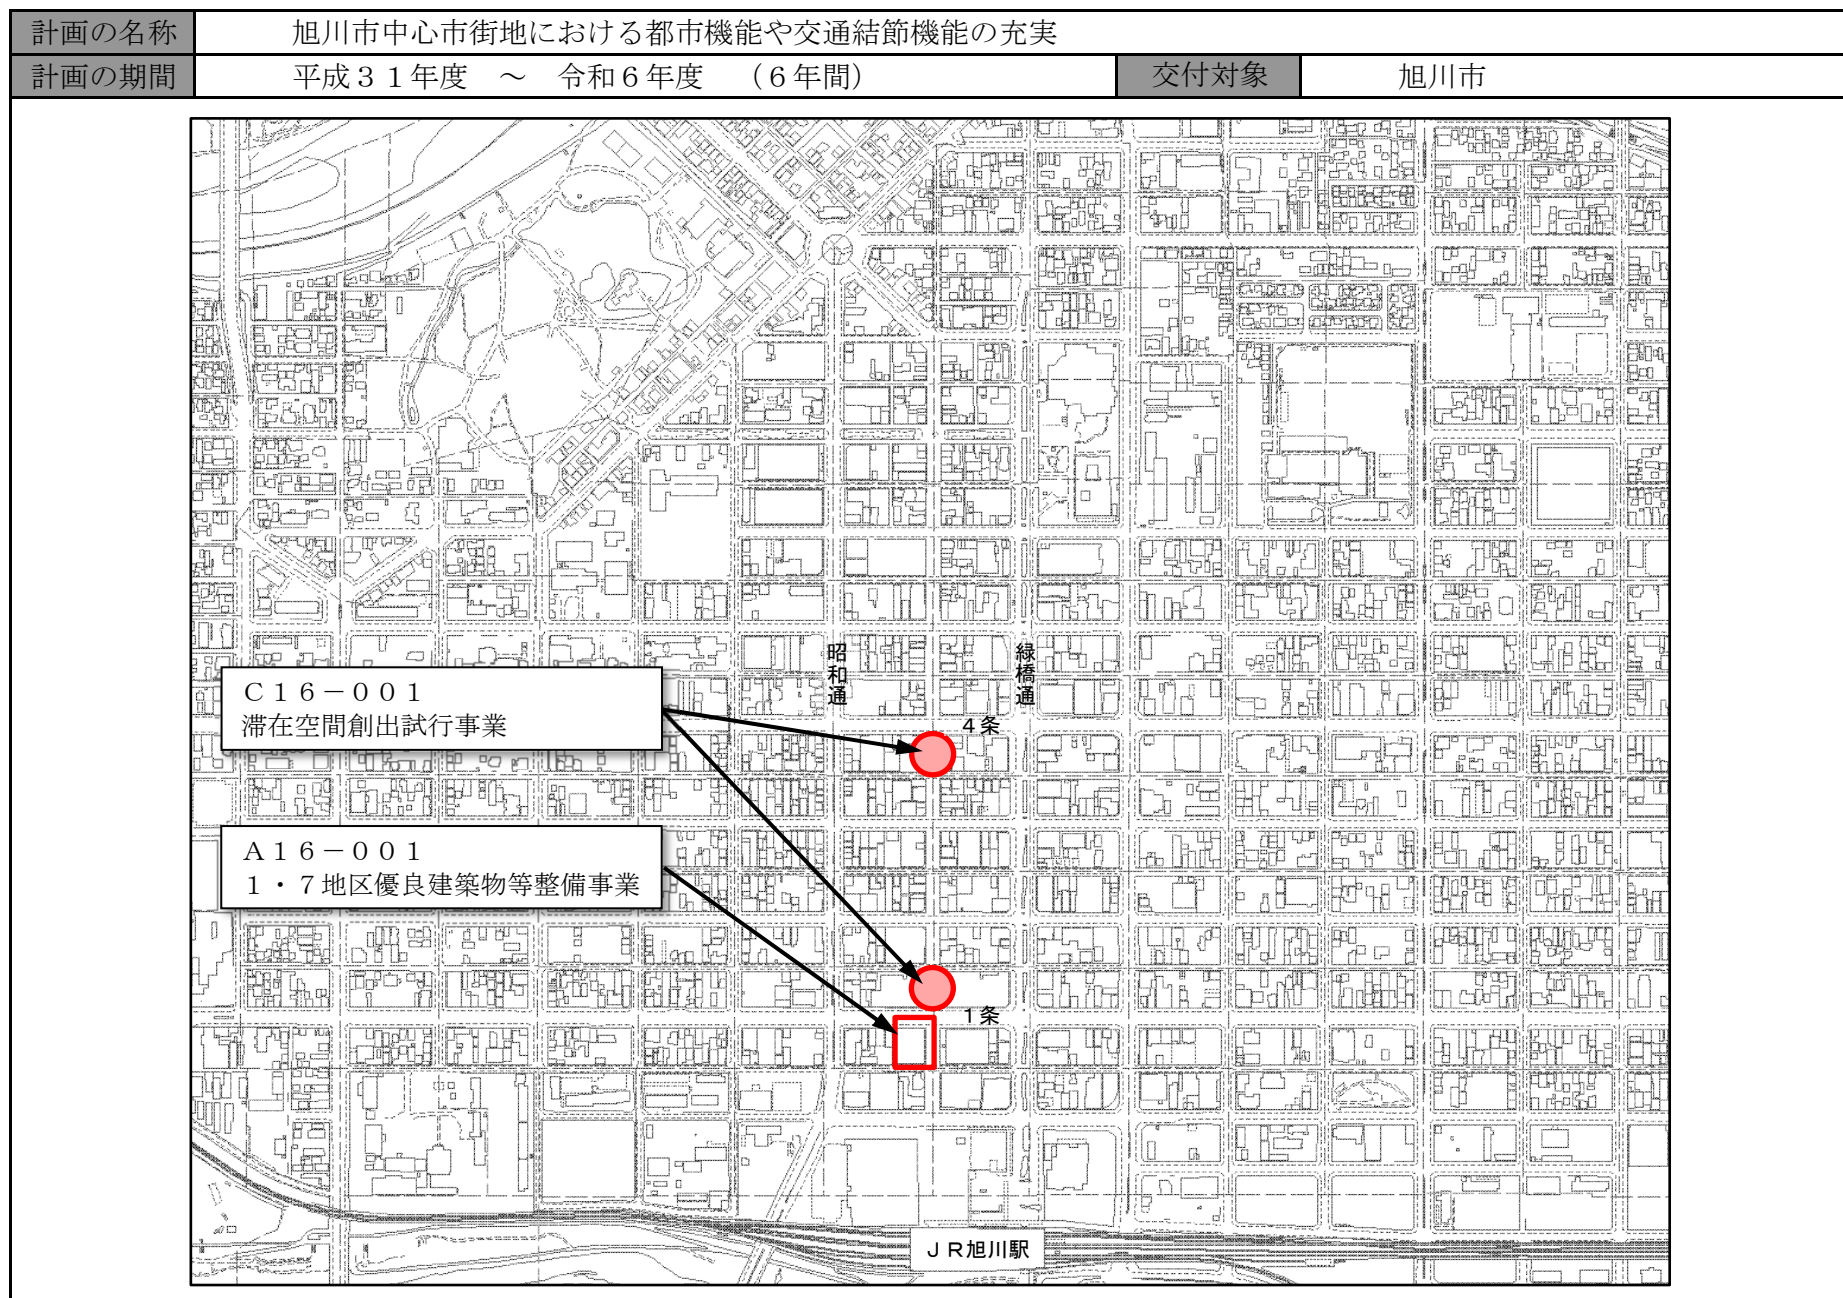 計画の名称 旭川市中心市街地における都市機能や交通結節機能の充実
計画の期間 平成31年度 ～ 令和6年度 （6年間） 交付対象 旭川市
昭和通
緑橋通
C16－001
滞在空間創出試行事業
4条
A16－001
1・7地区優良建築物等整備事業
1条
JR旭川駅